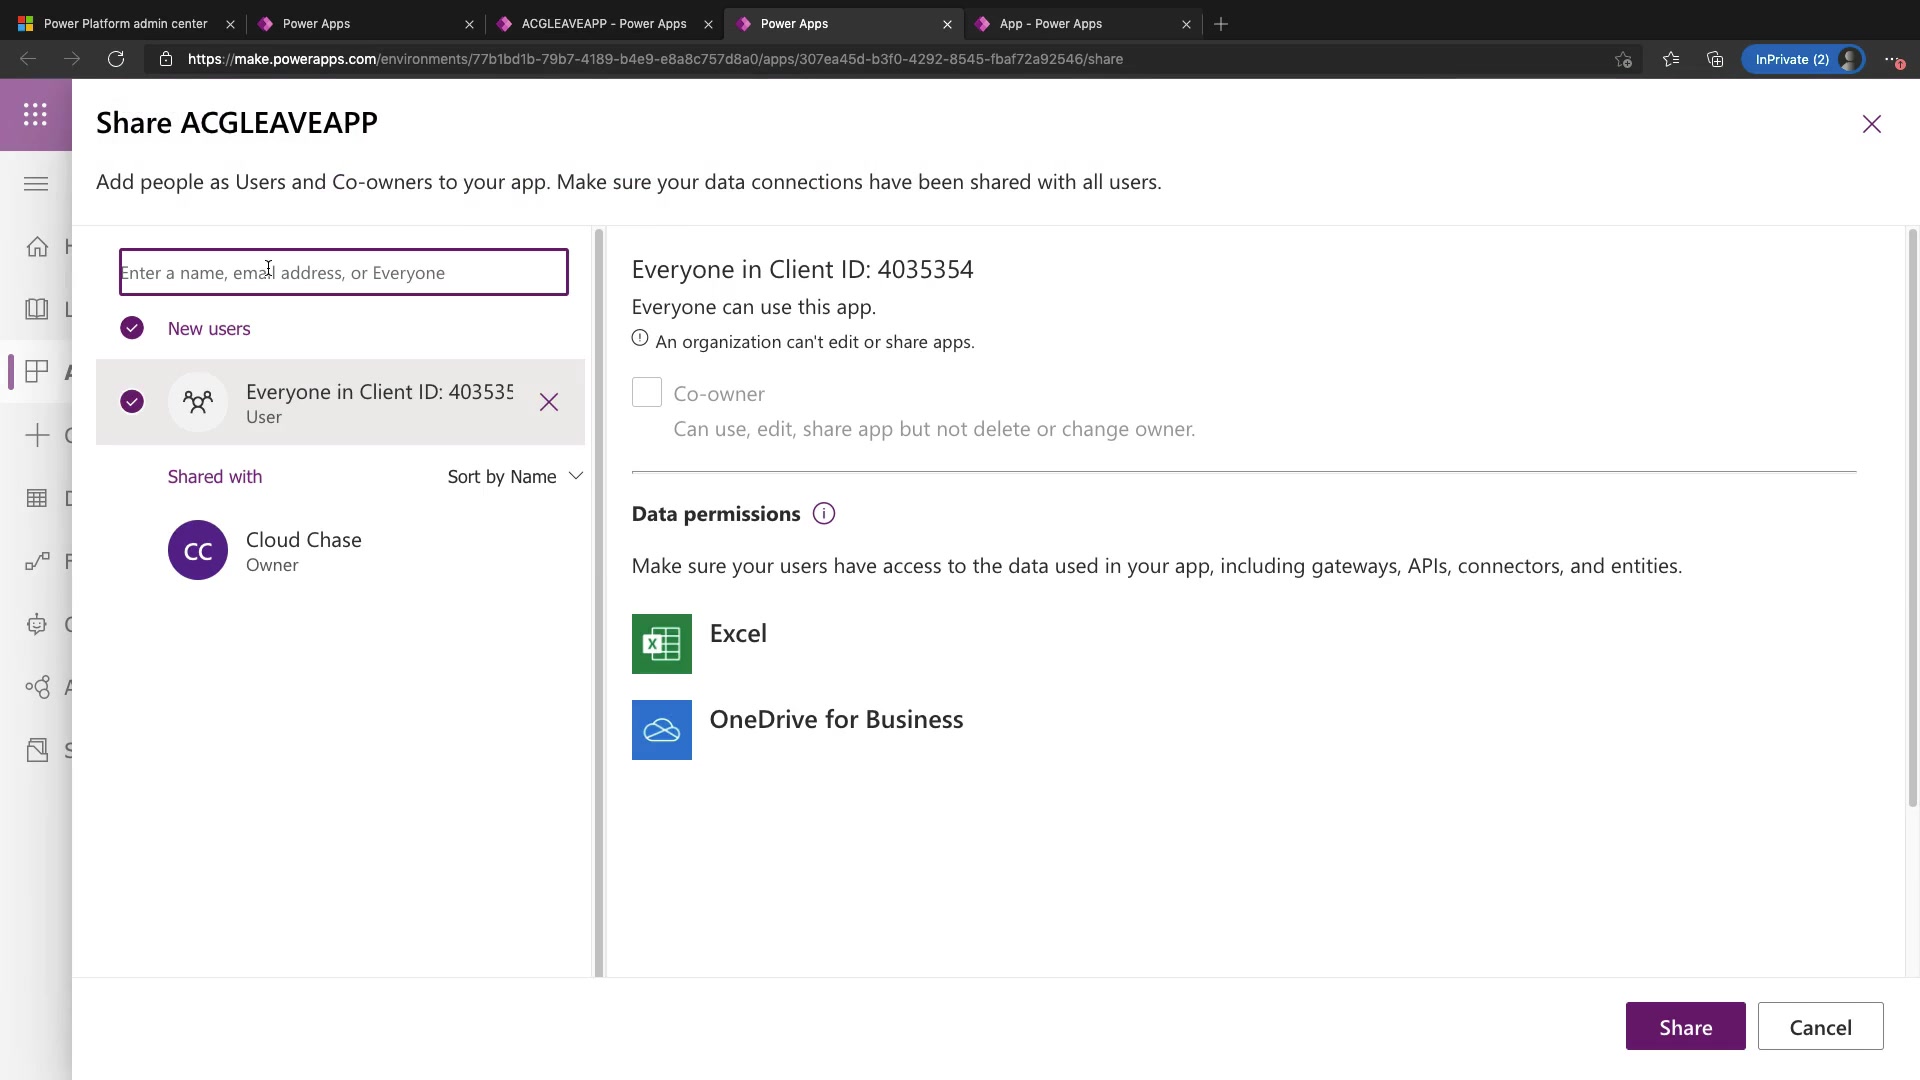 Power Platform admin center
Power Apps
ACGLEAVEAPP - Power Apps
Power Apps
App - Power Apps
https://make.powerapps.com/environments/77b1bd1b-79b7-4189-b4e9-e8a8c757d8a0/apps/307ea45d-b3f0-4292-8545-fbaf72a92546/share
InPrivate (2)
Share ACGLEAVEAPP
Add people as Users and Co-owners to your app. Make sure your data connections have been shared with all users.
Enter a name, email address, or Everyone
New users
Everyone in Client ID: 403535
User
Shared with
Sort by Name
CC
Cloud Chase
Owner
Everyone in Client ID: 4035354
Everyone can use this app.
An organization can't edit or share apps.
Co-owner
Can use, edit, share app but not delete or change owner.
Data permissions
Make sure your users have access to the data used in your app, including gateways, APIs, connectors, and entities.
Excel
OneDrive for Business
Share
Cancel